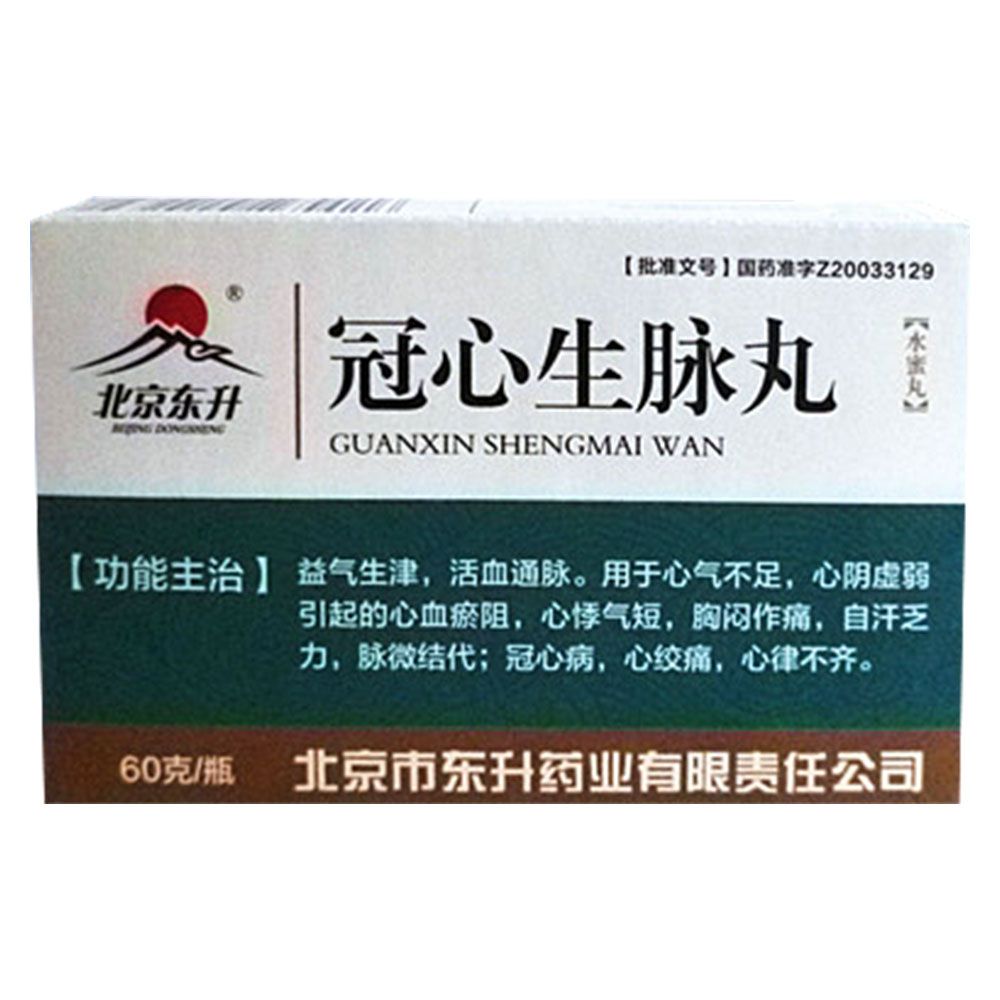 【批准文号】国药准字Z20033129
®
北京东升
BEIJING DONGSHENG
冠心生脉丸
【水蜜丸】
GUANXIN SHENGMAI WAN
【功能主治】
益气生津，活血通脉。用于心气不足，心阴虚弱
引起的心血瘀阻，心悸气短，胸闷作痛，自汗乏
力，脉微结代；冠心病，心绞痛，心律不齐。
60克/瓶
北京市东升药业有限责任公司